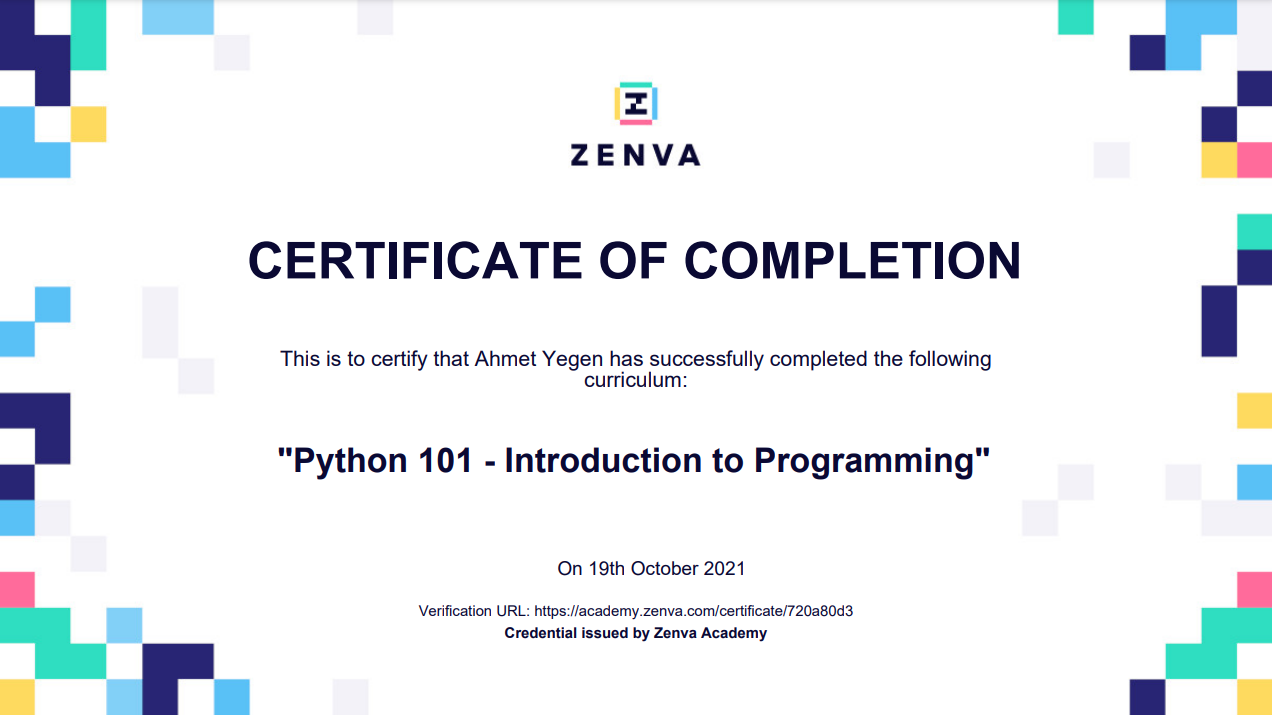 ZENVA
CERTIFICATE OF COMPLETION
This is to certify that Ahmet Yegen has successfully completed the following
curriculum:
"Python 101 - Introduction to Programming"
On 19th October 2021
Verification URL: https://academy.zenva.com/certificate/720a80d3
Credential issued by Zenva Academy